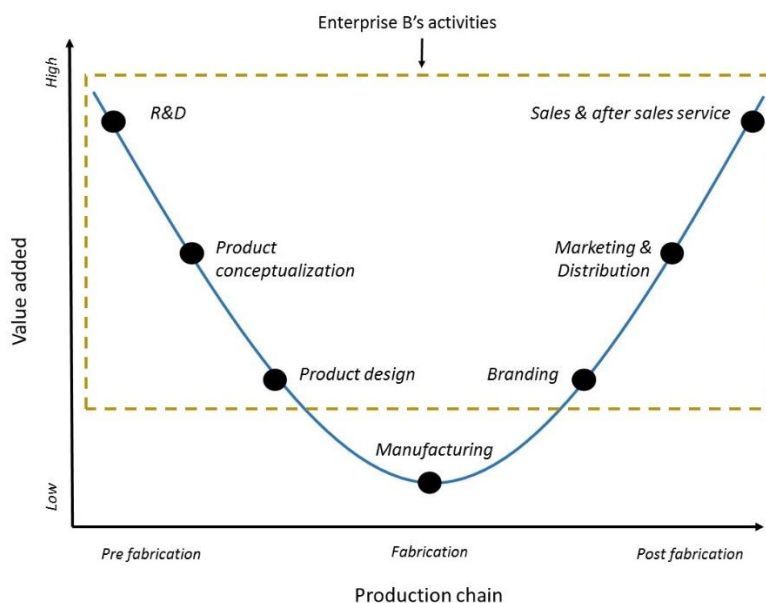 Enterprise B's activities
High
R&D
Sales & after sales service
Product
conceptualization
Marketing &
Distribution
Value added
Product design
Branding
Manufacturing
Low
Pre fabrication
Fabrication
Post fabrication
Production chain